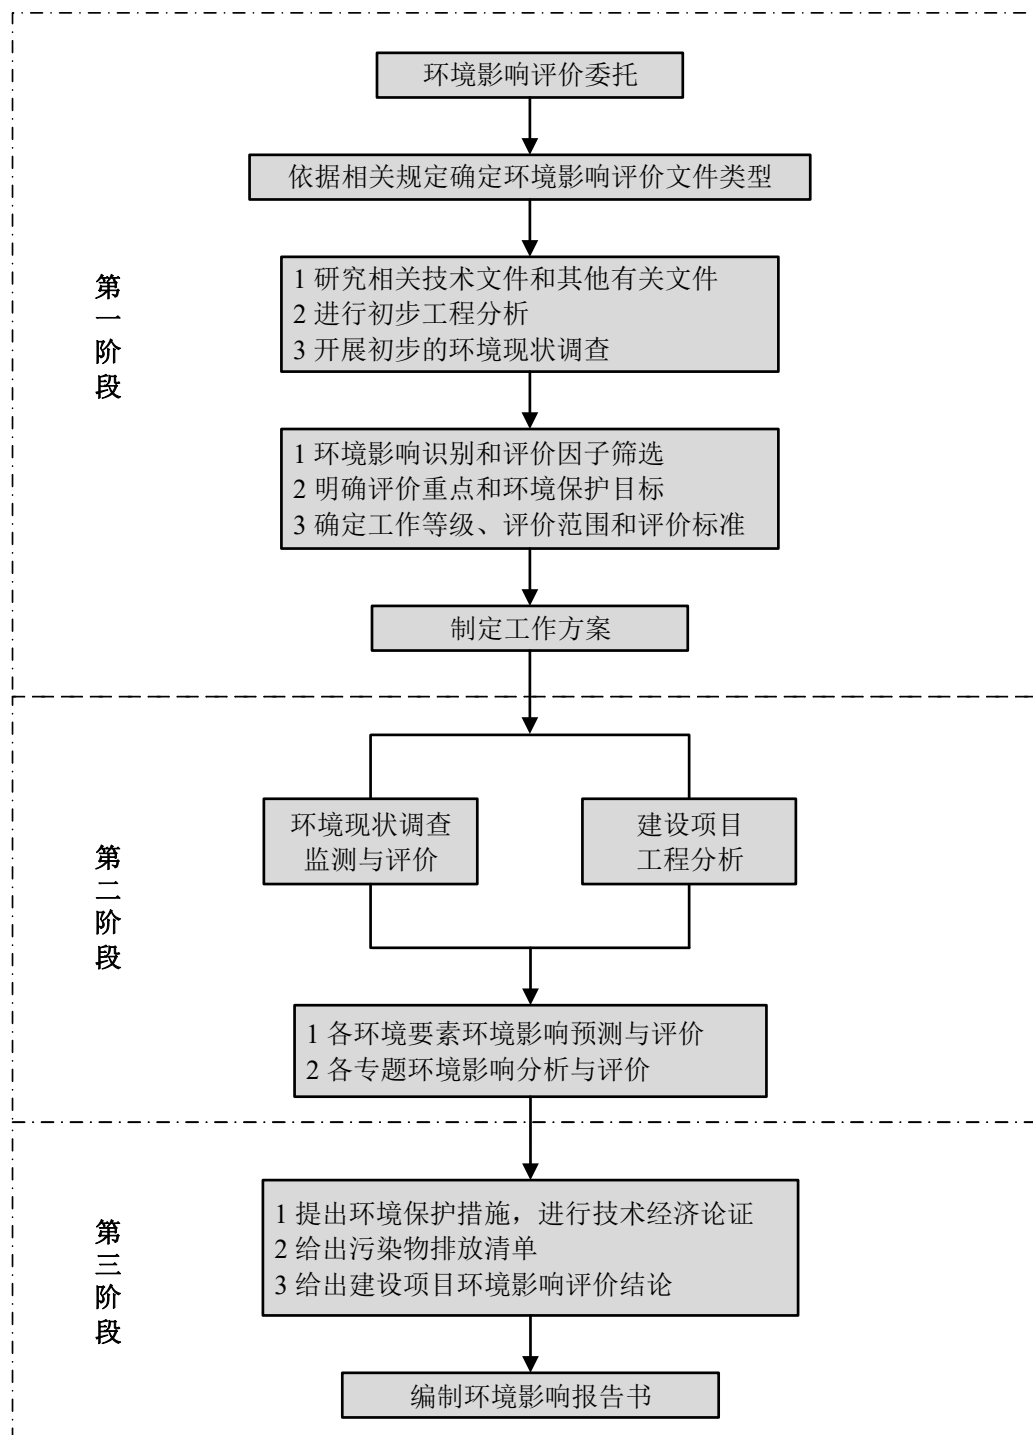 环境影响评价委托
依据相关规定确定环境影响评价文件类型
第一阶段
1 研究相关技术文件和其他有关文件
2 进行初步工程分析
3 开展初步的环境现状调查
1 环境影响识别和评价因子筛选
2 明确评价重点和环境保护目标
3 确定工作等级、评价范围和评价标准
制定工作方案
第二阶段
环境现状调查
监测与评价
建设项目
工程分析
1 各环境要素环境影响预测与评价
2 各专题环境影响分析与评价
第三阶段
1 提出环境保护措施，进行技术经济论证
2 给出污染物排放清单
3 给出建设项目环境影响评价结论
编制环境影响报告书